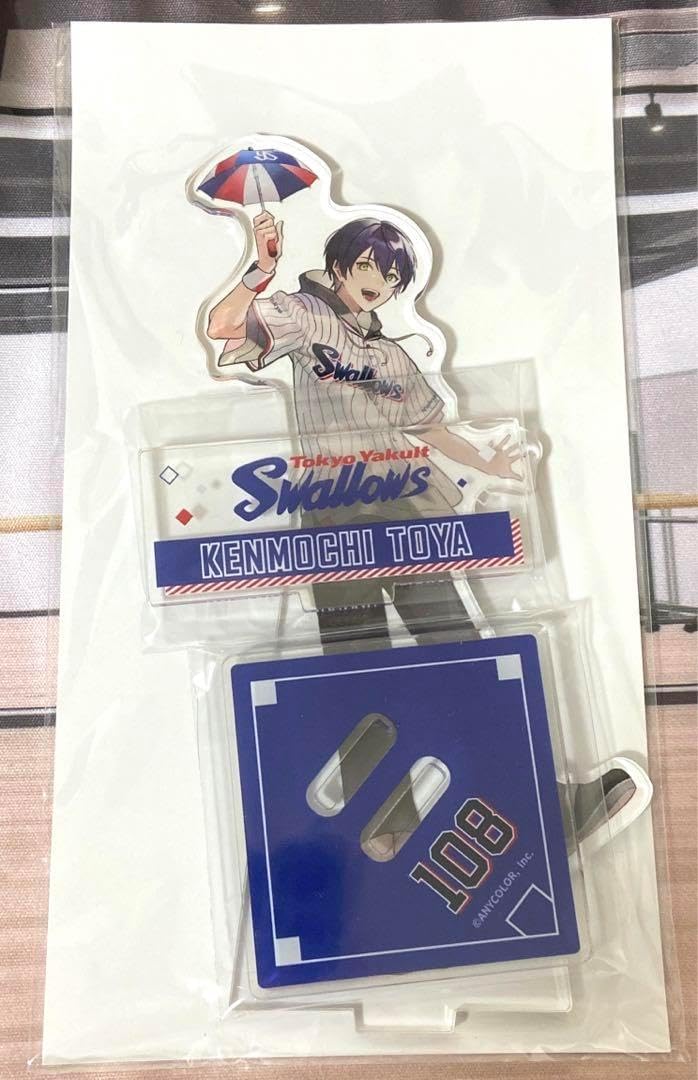 Swallows
Tokyo Yakult
Swallows
KENMOCHI TOYA
108
©ANYCOLOR, Inc.